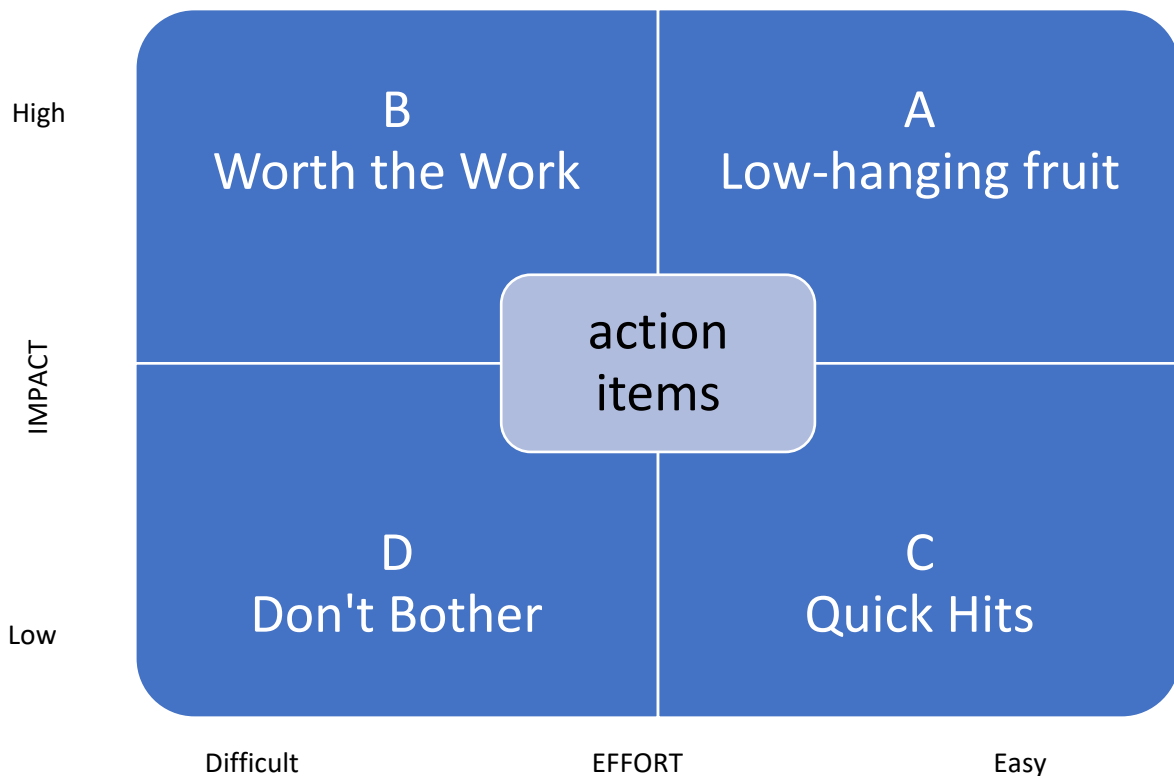 High
B
Worth the Work
A
Low-hanging fruit
IMPACT
action
items
Low
D
Don't Bother
C
Quick Hits
Difficult
EFFORT
Easy